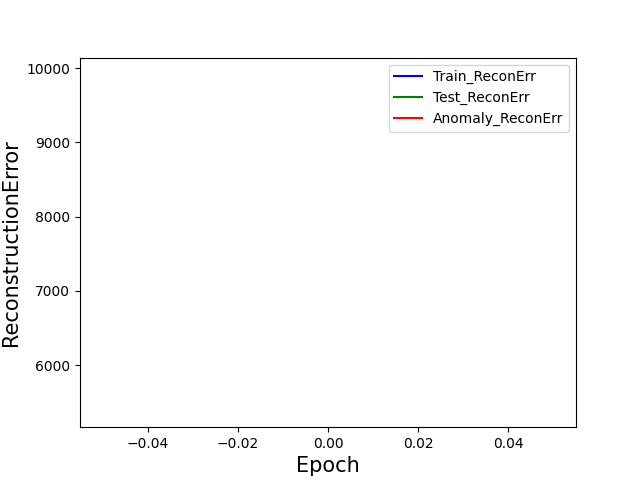 10000
9000
8000
7000
6000
ReconstructionError
Train_ReconErr
Test_ReconErr
Anomaly_ReconErr
−0.04
−0.02
0.00
0.02
0.04
Epoch